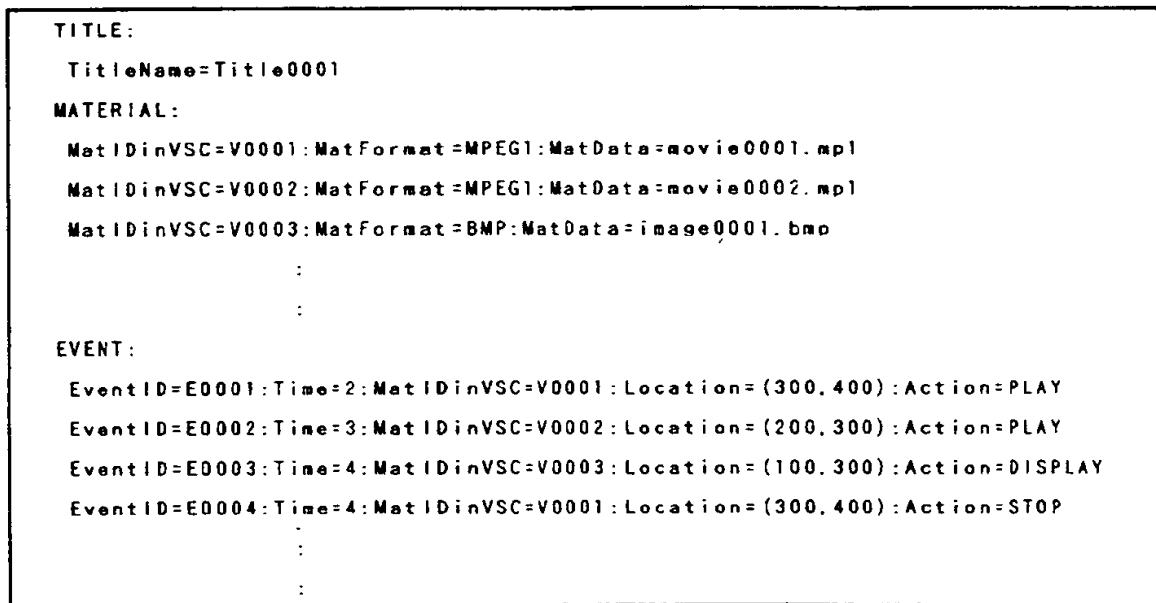 TITLE:
TitleName=Title0001
MATERIAL:
MatIDinVSC=V0001:MatFormat=MPEG1:MatData=movie0001.mp1
MatIDinVSC=V0002:MatFormat=MPEG1:MatData=movie0002.mp1
MatIDinVSC=V0003:MatFormat=BMP:MatData=image0001.bmp
:
:
EVENT:
EventID=E0001:Time=2:MatIDinVSC=V0001:Location=(300,400):Action=PLAY
EventID=E0002:Time=3:MatIDinVSC=V0002:Location=(200,300):Action=PLAY
EventID=E0003:Time=4:MatIDinVSC=V0003:Location=(100,300):Action=DISPLAY
EventID=E0004:Time=4:MatIDinVSC=V0001:Location=(300,400):Action=STOP
:
: